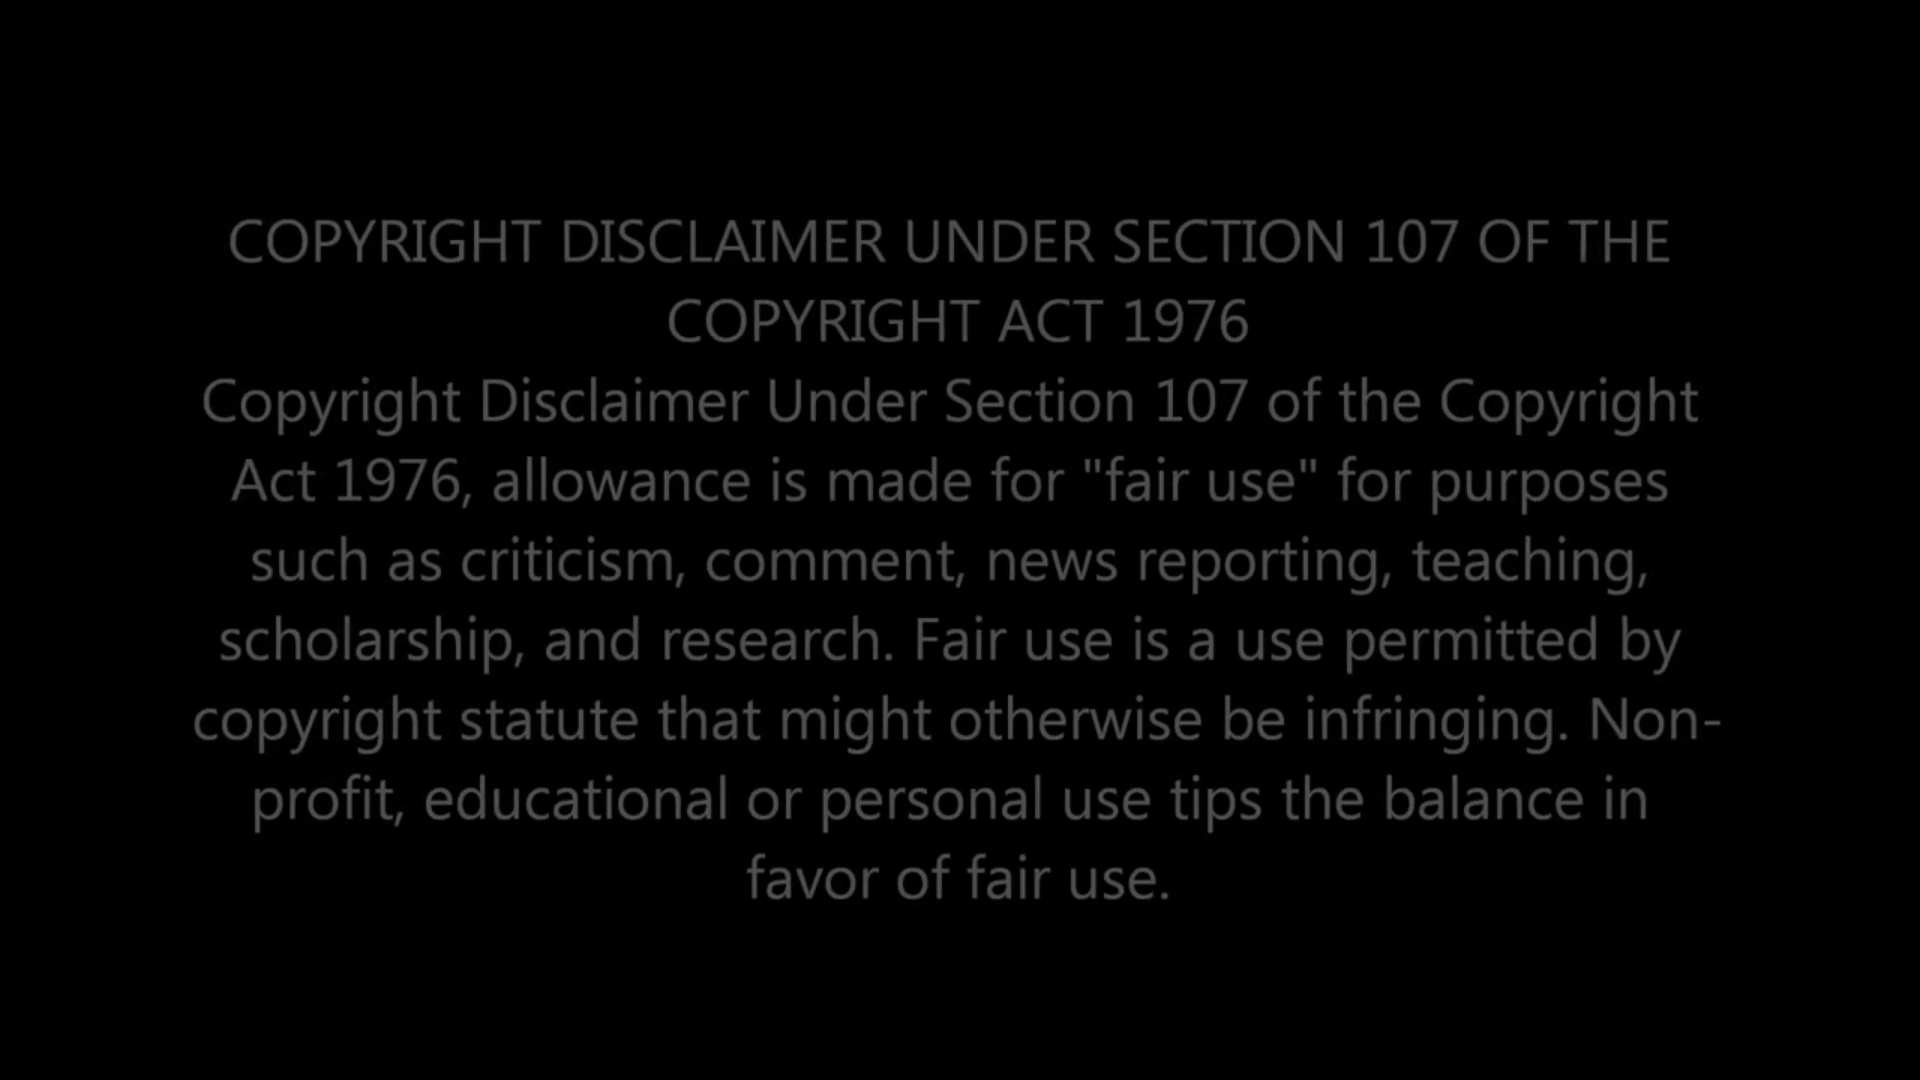 COPYRIGHT DISCLAIMER UNDER SECTION 107 OF THE
COPYRIGHT ACT 1976
Copyright Disclaimer Under Section 107 of the Copyright
Act 1976, allowance is made for "fair use" for purposes
such as criticism, comment, news reporting, teaching,
scholarship, and research. Fair use is a use permitted by
copyright statute that might otherwise be infringing. Non-
profit, educational or personal use tips the balance in
favor of fair use.